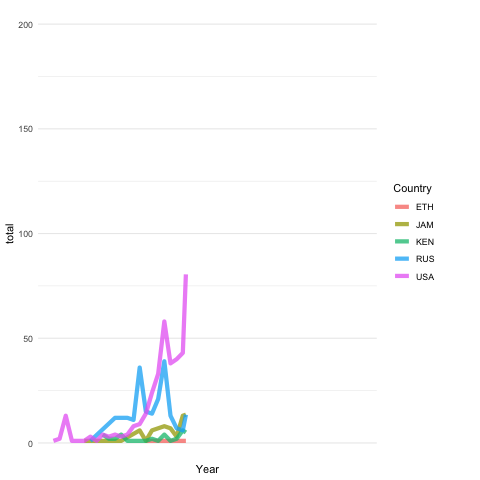 200
150
100
50
0
total
Year
Country
ETH
JAM
KEN
RUS
USA